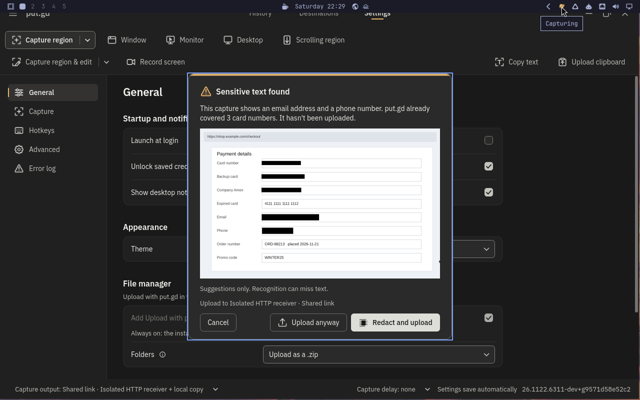 2 3 4 5
Saturday 22:29
put.gd
History Destinations Settings
Capturing
Capture region
Window
Monitor
Desktop
Scrolling region
Capture region & edit
Record screen
Copy text
Upload clipboard
General
Capture
Hotkeys
Advanced
Error log
General
Startup and notif
Launch at login
Unlock saved cred
Show desktop not
Appearance
Theme
File manager
Upload with put.gd in
Add Upload with p
Always on: the insta
Folders
Upload as a .zip
Sensitive text found
This capture shows an email address and a phone number. put.gd already
covered 3 card numbers. It hasn't been uploaded.
https://shop.example.com/checkout
Payment details
Card number
Backup card
Company Amex
Expired card
4111 1111 1111 1112
Email
Phone
Order number
ORD-88213 placed 2026-11-21
Promo code
WINTER25
Suggestions only. Recognition can miss text.
Upload to Isolated HTTP receiver · Shared link
Cancel
Upload anyway
Redact and upload
Capture output: Shared link · Isolated HTTP receiver + local copy
Capture delay: none
Settings save automatically
26.1122.6311-dev+g9571d58e52c2